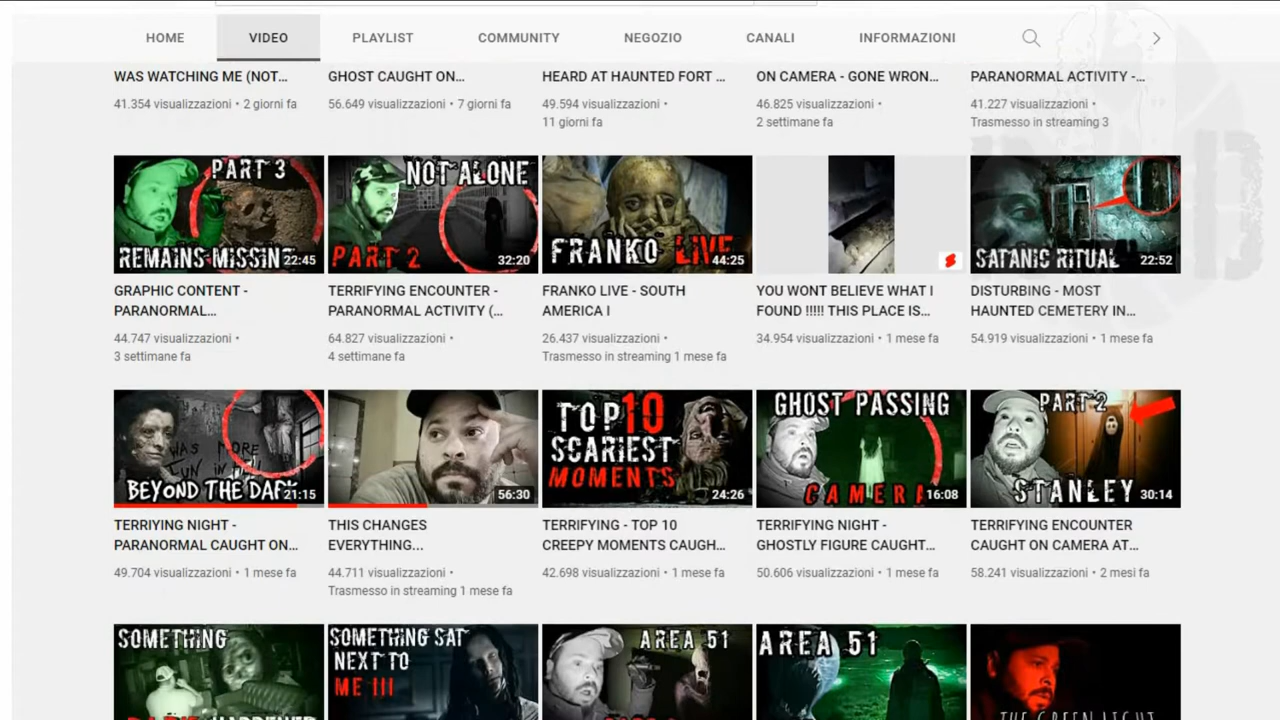 HOME VIDEO PLAYLIST COMMUNITY NEGOZIO CANALI INFORMAZIONI
WAS WATCHING ME (NOT...
41.354 visualizzazioni • 2 giorni fa
GHOST CAUGHT ON...
56.649 visualizzazioni • 7 giorni fa
HEARD AT HAUNTED FORT ...
49.594 visualizzazioni •
11 giorni fa
ON CAMERA - GONE WRON...
46.825 visualizzazioni •
2 settimane fa
PARANORMAL ACTIVITY -...
41.227 visualizzazioni •
Trasmesso in streaming 3
PART 3
REMAINS MISSIN
22:45
GRAPHIC CONTENT -
PARANORMAL...
44.747 visualizzazioni •
3 settimane fa
NOT ALONE
PART 2
32:20
TERRIFYING ENCOUNTER -
PARANORMAL ACTIVITY (...
64.827 visualizzazioni •
4 settimane fa
FRANKO LIVE
44:25
FRANKO LIVE - SOUTH
AMERICA I
26.437 visualizzazioni •
Trasmesso in streaming 1 mese fa
YOU WONT BELIEVE WHAT I
FOUND !!!!! THIS PLACE IS...
34.954 visualizzazioni • 1 mese fa
SATANIC RITUAL
22:52
DISTURBING - MOST
HAUNTED CEMETERY IN...
54.919 visualizzazioni • 1 mese fa
WAS MORE
BEYOND THE DARK
21:15
TERRIYING NIGHT -
PARANORMAL CAUGHT ON...
49.704 visualizzazioni • 1 mese fa
56:30
THIS CHANGES
EVERYTHING...
44.711 visualizzazioni •
Trasmesso in streaming 1 mese fa
TOP 10
SCARIEST
MOMENTS
24:26
TERRIFYING - TOP 10
CREEPY MOMENTS CAUGH...
42.698 visualizzazioni • 1 mese fa
GHOST PASSING
CAMERA
16:08
TERRIFYING NIGHT -
GHOSTLY FIGURE CAUGHT...
50.606 visualizzazioni • 1 mese fa
PART 2
STANLEY
30:14
TERRIFYING ENCOUNTER
CAUGHT ON CAMERA AT...
58.241 visualizzazioni • 2 mesi fa
SOMETHING
SOMETHING SAT
NEXT TO
ME !!!
AREA 51
AREA 51
THE GREEN LIGHT